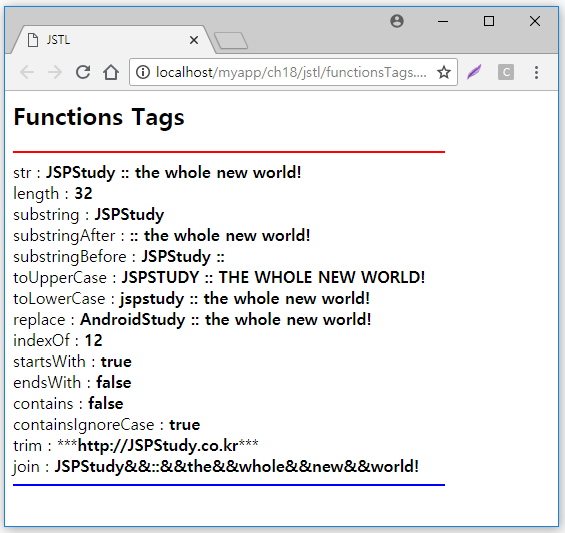 JSTL
localhost/myapp/ch18/jstl/functionsTags....
C
Functions Tags
str : JSPStudy :: the whole new world!
length : 32
substring : JSPStudy
substringAfter : :: the whole new world!
substringBefore : JSPStudy ::
toUpperCase : JSPSTUDY :: THE WHOLE NEW WORLD!
toLowerCase : jspstudy :: the whole new world!
replace : AndroidStudy :: the whole new world!
indexOf : 12
startsWith : true
endsWith : false
contains : false
containsIgnoreCase : true
trim : ***http://JSPStudy.co.kr***
join : JSPStudy&&::&&the&&whole&&new&&world!